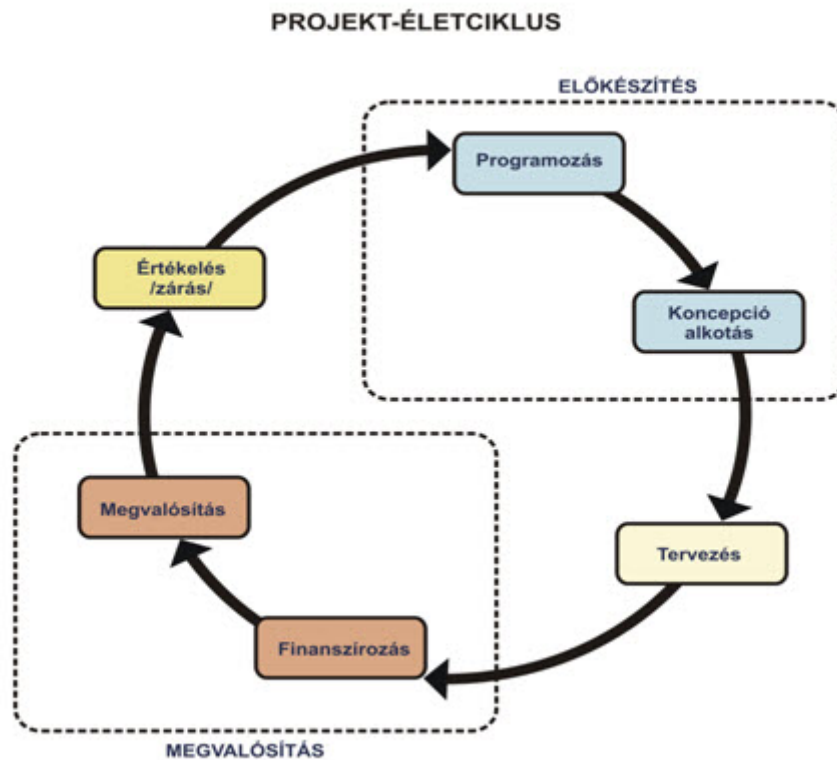 PROJEKT-ÉLETCIKLUS
ELŐKÉSZÍTÉS
Programozás
Koncepció
alkotás
Tervezés
Finanszírozás
Megvalósítás
Értékelés
/zárás/
MEGVALÓSÍTÁS